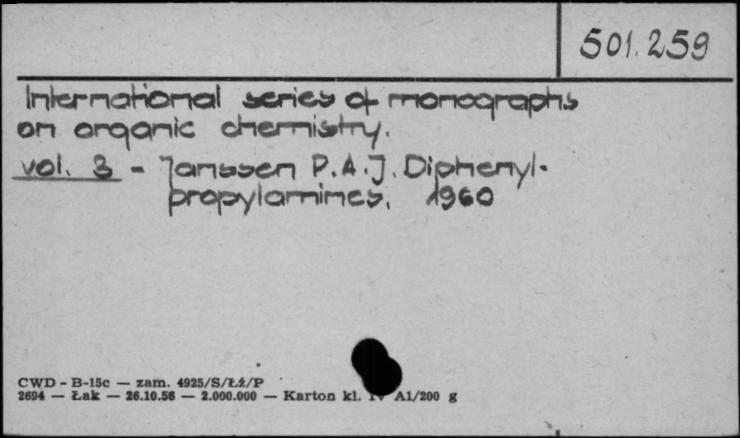 501.259
International series of monographs
on organic chemistry.
vol. 3 - Janssen P.A.J. Diphenyl-
propylamines. 1960
CWD - B-15c — zam. 4925/S/Łż/P
2694 — Łak — 26.10.56 — 2.000.000 — Karton kl. IV A1/200 g